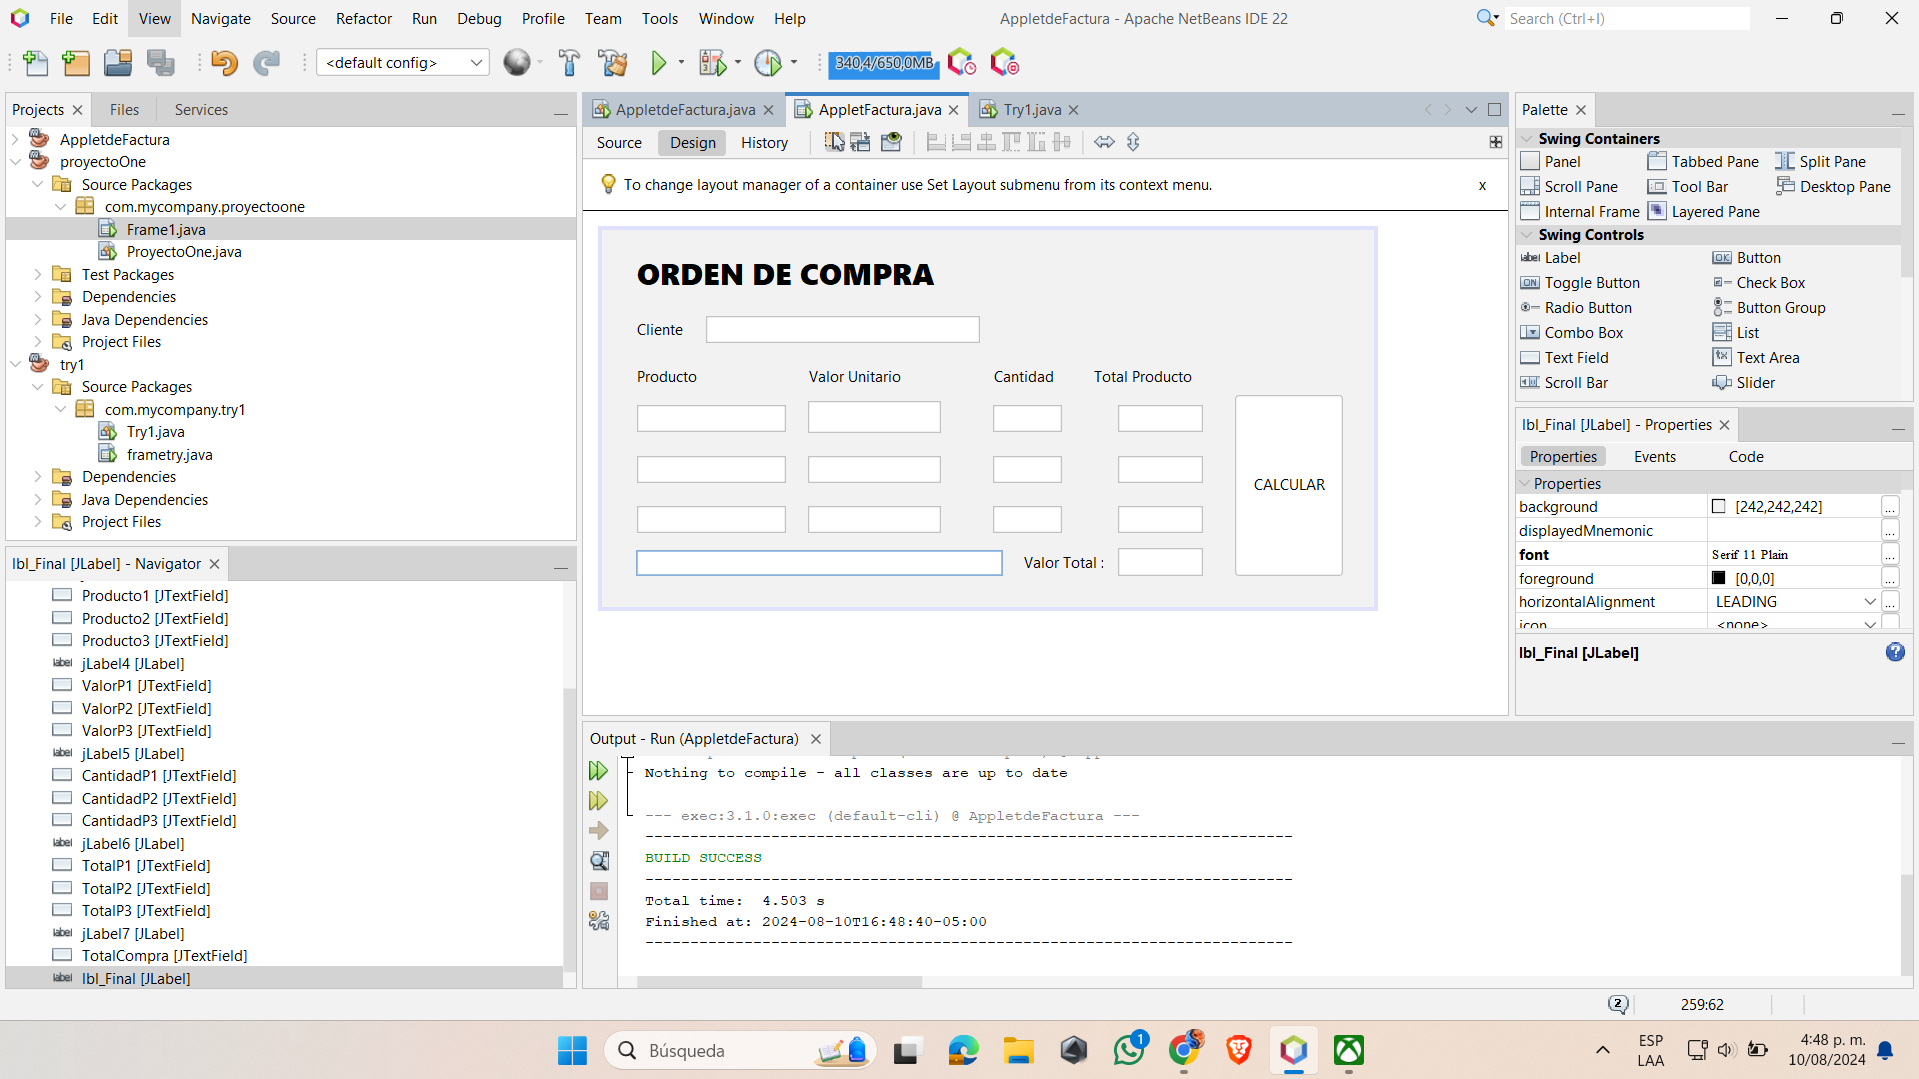 File Edit View Navigate Source Refactor Run Debug Profile Team Tools Window Help
AppletdeFactura - Apache NetBeans IDE 22
Search (Ctrl+I)
<default config>
340,4/650,0MB
Projects
Files
Services
AppletdeFactura
proyectoOne
Source Packages
com.mycompany.proyectoone
Frame1.java
ProyectoOne.java
Test Packages
Dependencies
Java Dependencies
Project Files
try1
Source Packages
com.mycompany.try1
Try1.java
frametry.java
Dependencies
Java Dependencies
Project Files
lbl_Final [JLabel] - Navigator
Producto1 [JTextField]
Producto2 [JTextField]
Producto3 [JTextField]
label jLabel4 [JLabel]
ValorP1 [JTextField]
ValorP2 [JTextField]
ValorP3 [JTextField]
label jLabel5 [JLabel]
CantidadP1 [JTextField]
CantidadP2 [JTextField]
CantidadP3 [JTextField]
label jLabel6 [JLabel]
TotalP1 [JTextField]
TotalP2 [JTextField]
TotalP3 [JTextField]
label jLabel7 [JLabel]
TotalCompra [JTextField]
label lbl_Final [JLabel]
AppletdeFactura.java
AppletFactura.java
Try1.java
Source Design History
To change layout manager of a container use Set Layout submenu from its context menu.
x
ORDEN DE COMPRA
Cliente
Producto Valor Unitario Cantidad Total Producto
CALCULAR
Valor Total :
Output - Run (AppletdeFactura)
Nothing to compile - all classes are up to date
--- exec:3.1.0:exec (default-cli) @ AppletdeFactura ---
------------------------------------------------------------------------
BUILD SUCCESS
------------------------------------------------------------------------
Total time:  4.503 s
Finished at: 2024-08-10T16:48:40-05:00
------------------------------------------------------------------------
Palette
Swing Containers
Panel Tabbed Pane Split Pane
Scroll Pane Tool Bar Desktop Pane
Internal Frame Layered Pane
Swing Controls
label Label OK Button
ON Toggle Button Check Box
Radio Button Button Group
Combo Box List
Text Field Text Area
Scroll Bar Slider
lbl_Final [JLabel] - Properties
Properties Events Code
Properties
background [242,242,242] ...
displayedMnemonic ...
font Serif 11 Plain ...
foreground [0,0,0] ...
horizontalAlignment LEADING ...
icon <none>
lbl_Final [JLabel]
?
2
259:62
Búsqueda
1
ESP
LAA
4:48 p. m.
10/08/2024